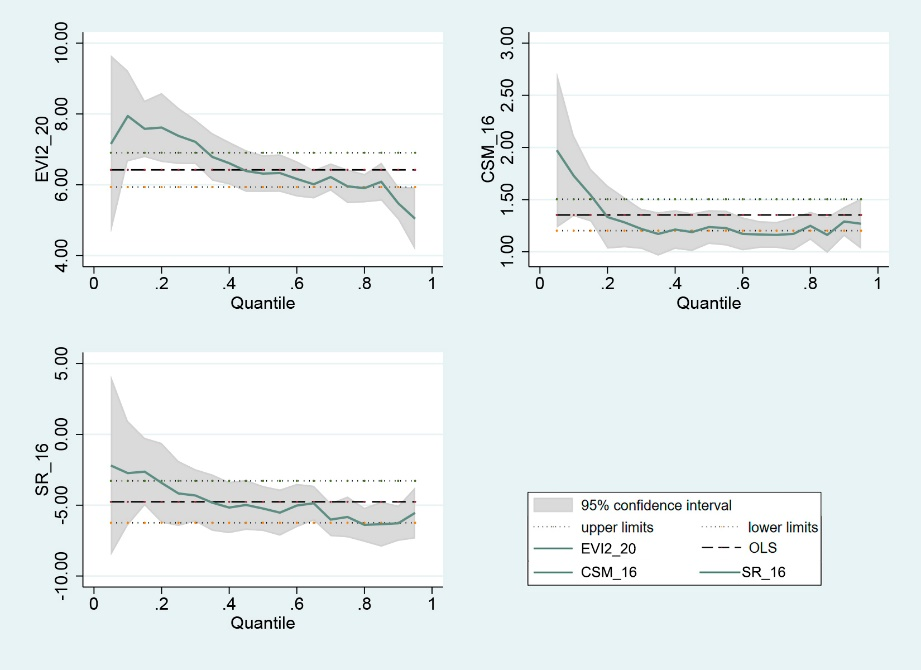 EVI2_20
10.00
8.00
6.00
4.00
0 .2 .4 .6 .8 1
Quantile
CSM_16
3.00
2.50
2.00
1.50
1.00
0 .2 .4 .6 .8 1
Quantile
SR_16
5.00
0.00
-5.00
-10.00
0 .2 .4 .6 .8 1
Quantile
95% confidence interval
upper limits lower limits
EVI2_20 OLS
CSM_16 SR_16